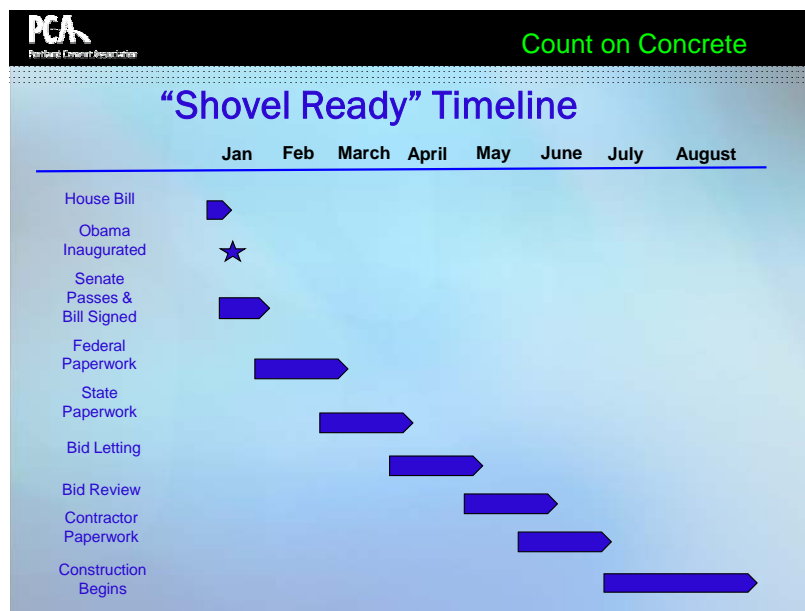 PCA
Portland Cement Association
Count on Concrete
“Shovel Ready” Timeline
Jan Feb March April May June July August
House Bill
Obama
Inaugurated
Senate
Passes &
Bill Signed
Federal
Paperwork
State
Paperwork
Bid Letting
Bid Review
Contractor
Paperwork
Construction
Begins